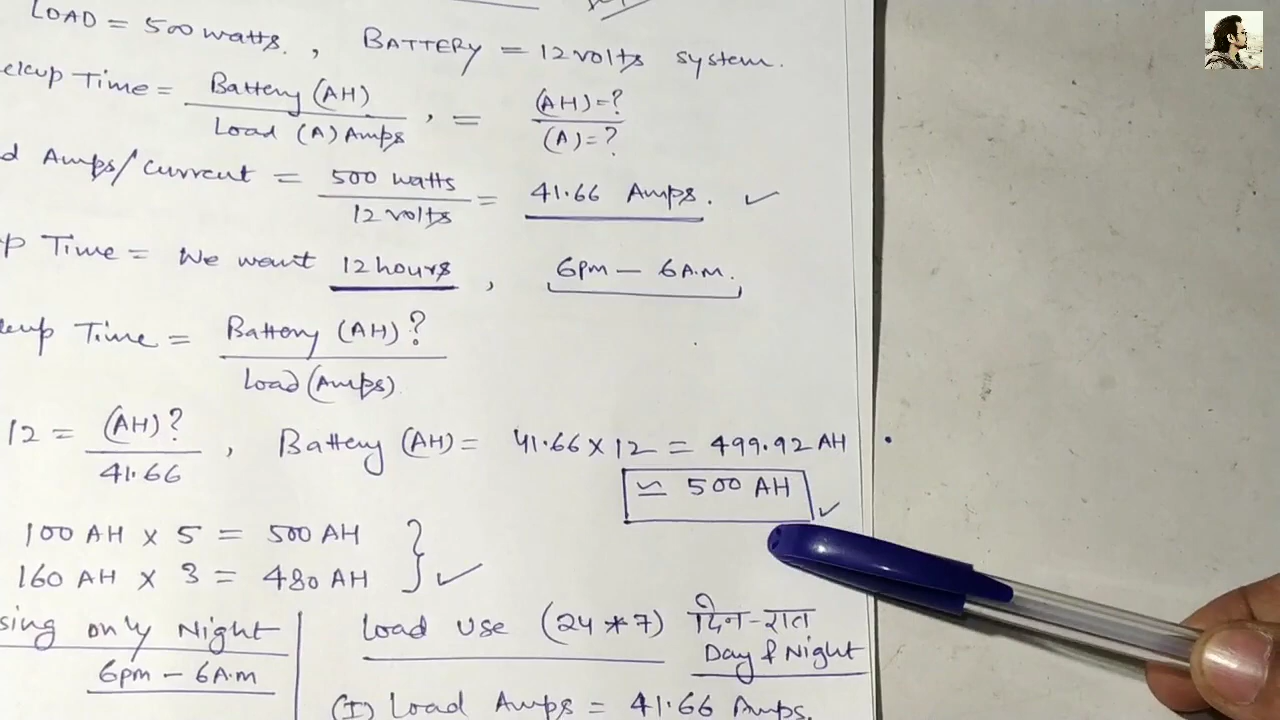 LOAD = 500 watts. , BATTERY = 12 volts system.
Time = Battery (AH) / Load (A) Amps , = (AH) = ? / (A) = ?
Amps/current = 500 watts / 12 volts = 41.66 Amps. ✓
Time = We want 12 hours , 6pm — 6A.M.
Time = Battery (AH) ? / Load (Amps)
12 = (AH) ? / 41.66 , Battery (AH) = 41.66 × 12 = 499.92 AH
≃ 500 AH ✓
100 AH × 5 = 500 AH
160 AH × 3 = 480 AH } ✓
only Night
6pm — 6A.M
Load Use (24*7) दिन-रात
Day & Night
(I) Load Amps = 41.66 Amps.